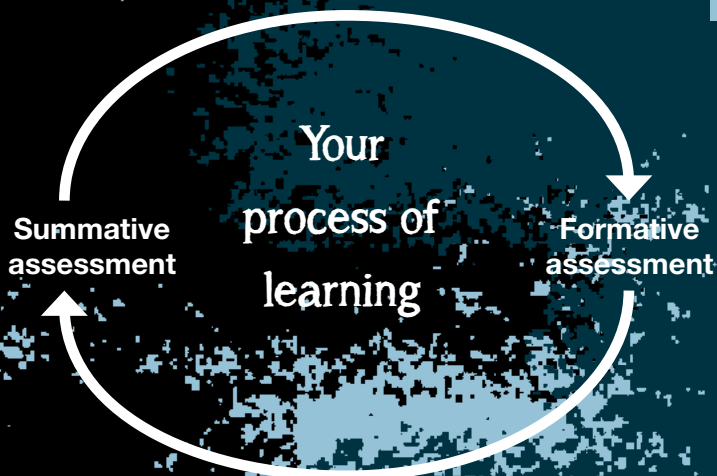 Your
process of
learning
Summative
assessment
Formative
assessment